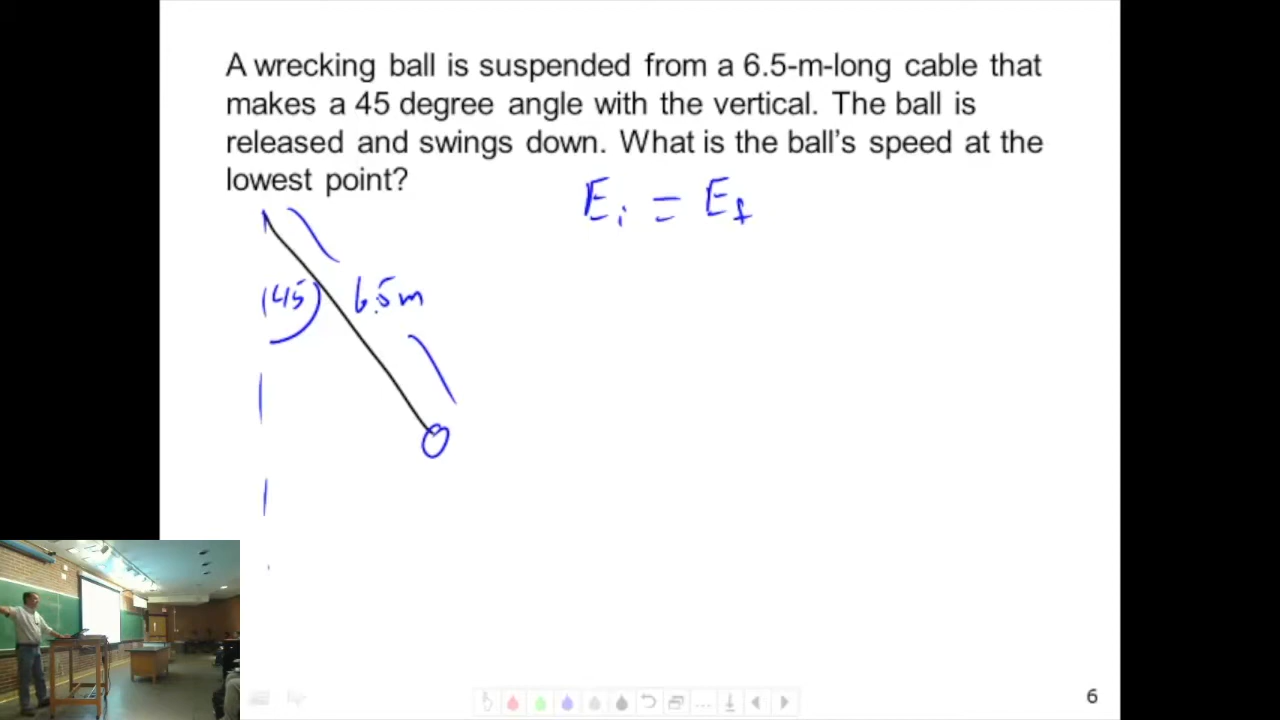 A wrecking ball is suspended from a 6.5-m-long cable that
makes a 45 degree angle with the vertical. The ball is
released and swings down. What is the ball's speed at the
lowest point?
Ei = Ef
45
6.5m
6